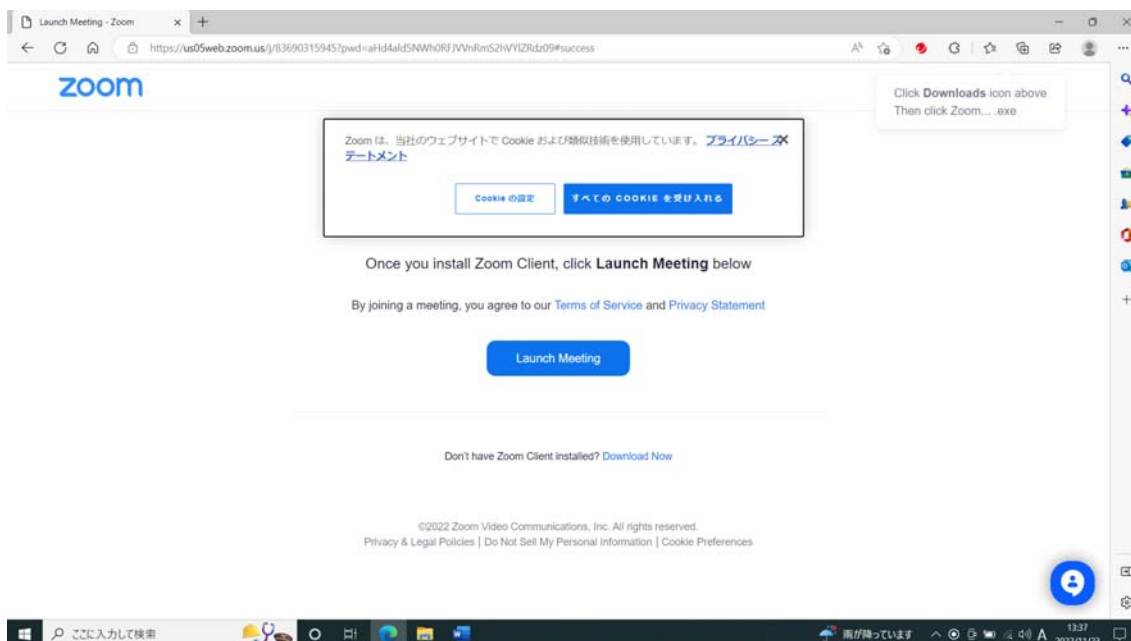 Launch Meeting - Zoom
https://us05web.zoom.us/j/83690315945?pwd=
zoom
Click Downloads icon above
Then click Zoom... .exe
Zoom は、当社のウェブサイトで Cookie および類似技術を使用しています。 プライバシー ス
テートメント
Cookie の設定
すべての COOKIE を受け入れる
Once you install Zoom Client, click Launch Meeting below
By joining a meeting, you agree to our Terms of Service and Privacy Statement
Launch Meeting
Don't have Zoom Client installed? Download Now
©2022 Zoom Video Communications, Inc. All rights reserved.
Privacy & Legal Policies | Do Not Sell My Personal Information | Cookie Preferences
ここに入力して検索
雨が降っています
A
13:37